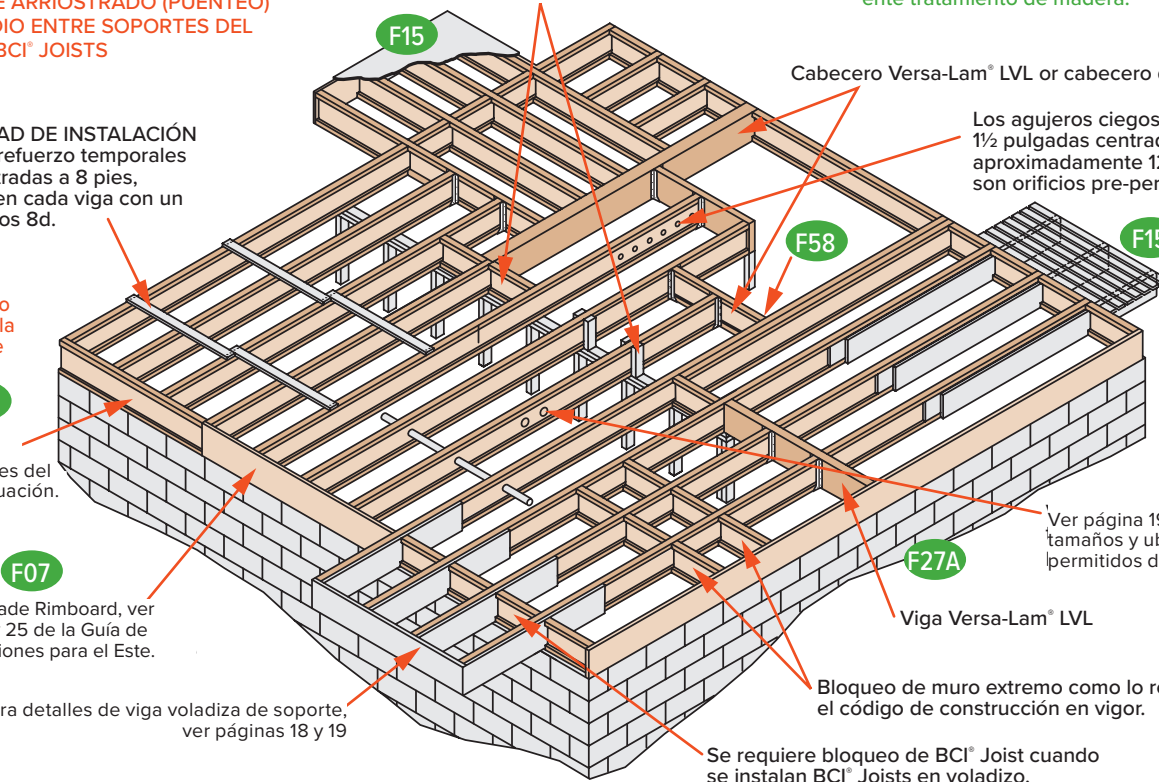 E ARRIOSTRADO (PUENTEO)
DIO ENTRE SOPORTES DEL
BCI® JOISTS
ente tratamiento de madera.
F15
Cabecero Versa-Lam® LVL or cabecero
AD DE INSTALACIÓN
refuerzo temporales
tradas a 8 pies,
en cada viga con un
os 8d.
Los agujeros ciegos
1½ pulgadas centrad
aproximadamente 12
son orificios pre-per
F58
F15
o
la
e
es del
uación.
F07
ade Rimboard, ver
25 de la Guía de
iones para el Este.
Ver página 19
tamaños y ub
permitidos d
F27A
Viga Versa-Lam® LVL
Bloqueo de muro extremo como lo re
el código de construcción en vigor.
ra detalles de viga voladiza de soporte,
ver páginas 18 y 19
Se requiere bloqueo de BCI® Joist cuando
se instalan BCI® Joists en voladizo.